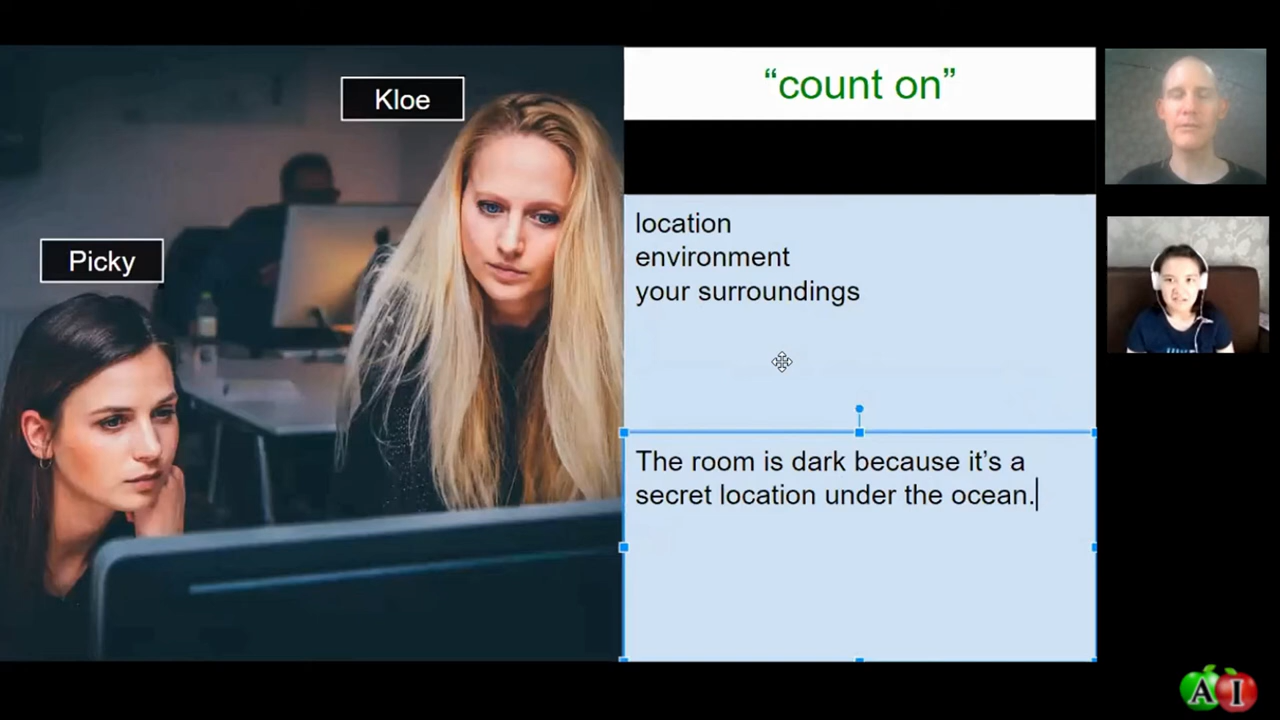 Kloe
Picky
“count on”
location
environment
your surroundings
The room is dark because it’s a
secret location under the ocean.
A I